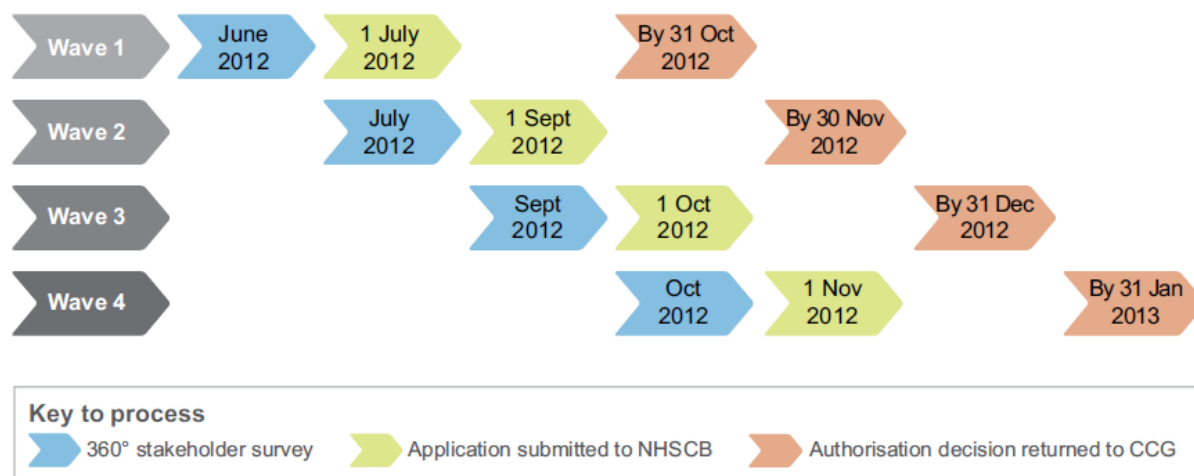 Wave 1
June
2012
1 July
2012
By 31 Oct
2012
Wave 2
July
2012
1 Sept
2012
By 30 Nov
2012
Wave 3
Sept
2012
1 Oct
2012
By 31 Dec
2012
Wave 4
Oct
2012
1 Nov
2012
By 31 Jan
2013
Key to process
360° stakeholder survey
Application submitted to NHSCB
Authorisation decision returned to CCG